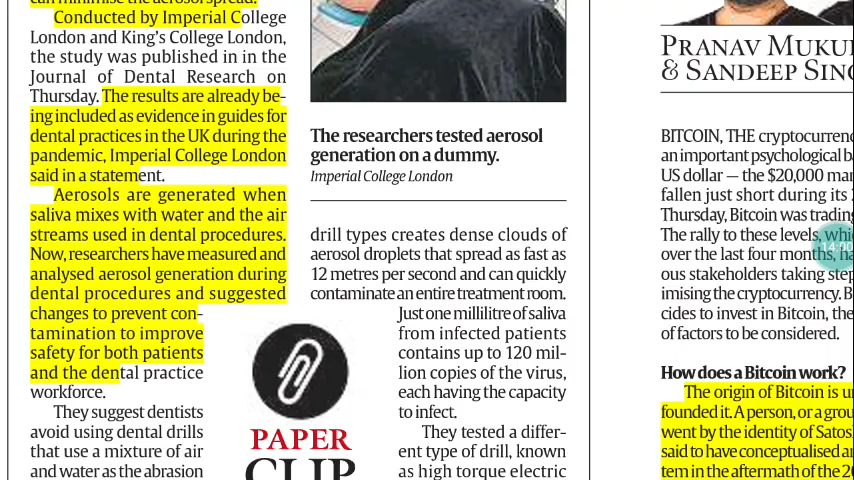 can minimise the aerosol spread.
Conducted by Imperial College
London and King's College London,
the study was published in in the
Journal of Dental Research on
Thursday. The results are already be-
ing included as evidence in guides for
dental practices in the UK during the
pandemic, Imperial College London
said in a statement.
Aerosols are generated when
saliva mixes with water and the air
streams used in dental procedures.
Now, researchers have measured and
analysed aerosol generation during
dental procedures and suggested
changes to prevent con-
tamination to improve
safety for both patients
and the dental practice
workforce.
They suggest dentists
avoid using dental drills
that use a mixture of air
and water as the abrasion
The researchers tested aerosol
generation on a dummy.
Imperial College London
drill types creates dense clouds of
aerosol droplets that spread as fast as
12 metres per second and can quickly
contaminate an entire treatment room.
Just one millilitre of saliva
from infected patients
contains up to 120 mil-
lion copies of the virus,
each having the capacity
to infect.
They tested a differ-
ent type of drill, known
as high torque electric
PAPER
CLIP
PRANAV MUKU
& SANDEEP SING
BITCOIN, THE cryptocurrenc
an important psychological b
US dollar — the $20,000 mar
fallen just short during its
Thursday, Bitcoin was trading
The rally to these levels, whi
over the last four months, ha
ous stakeholders taking step
imising the cryptocurrency. B
cides to invest in Bitcoin, the
of factors to be considered.
14:00
How does a Bitcoin work?
The origin of Bitcoin is u
founded it. A person, or a grou
went by the identity of Satos
said to have conceptualised a
tem in the aftermath of the 20